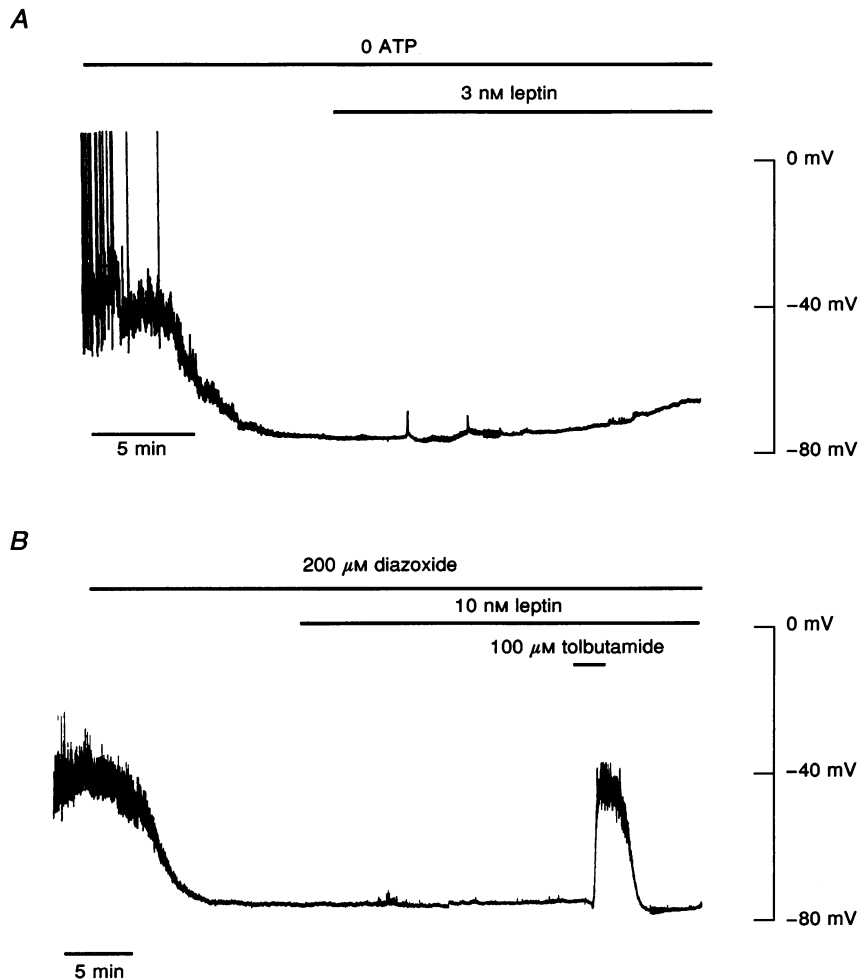 A
0 ATP
3 nM leptin
0 mV
−40 mV
5 min
−80 mV
B
200 μM diazoxide
10 nM leptin
0 mV
100 μM tolbutamide
−40 mV
−80 mV
5 min